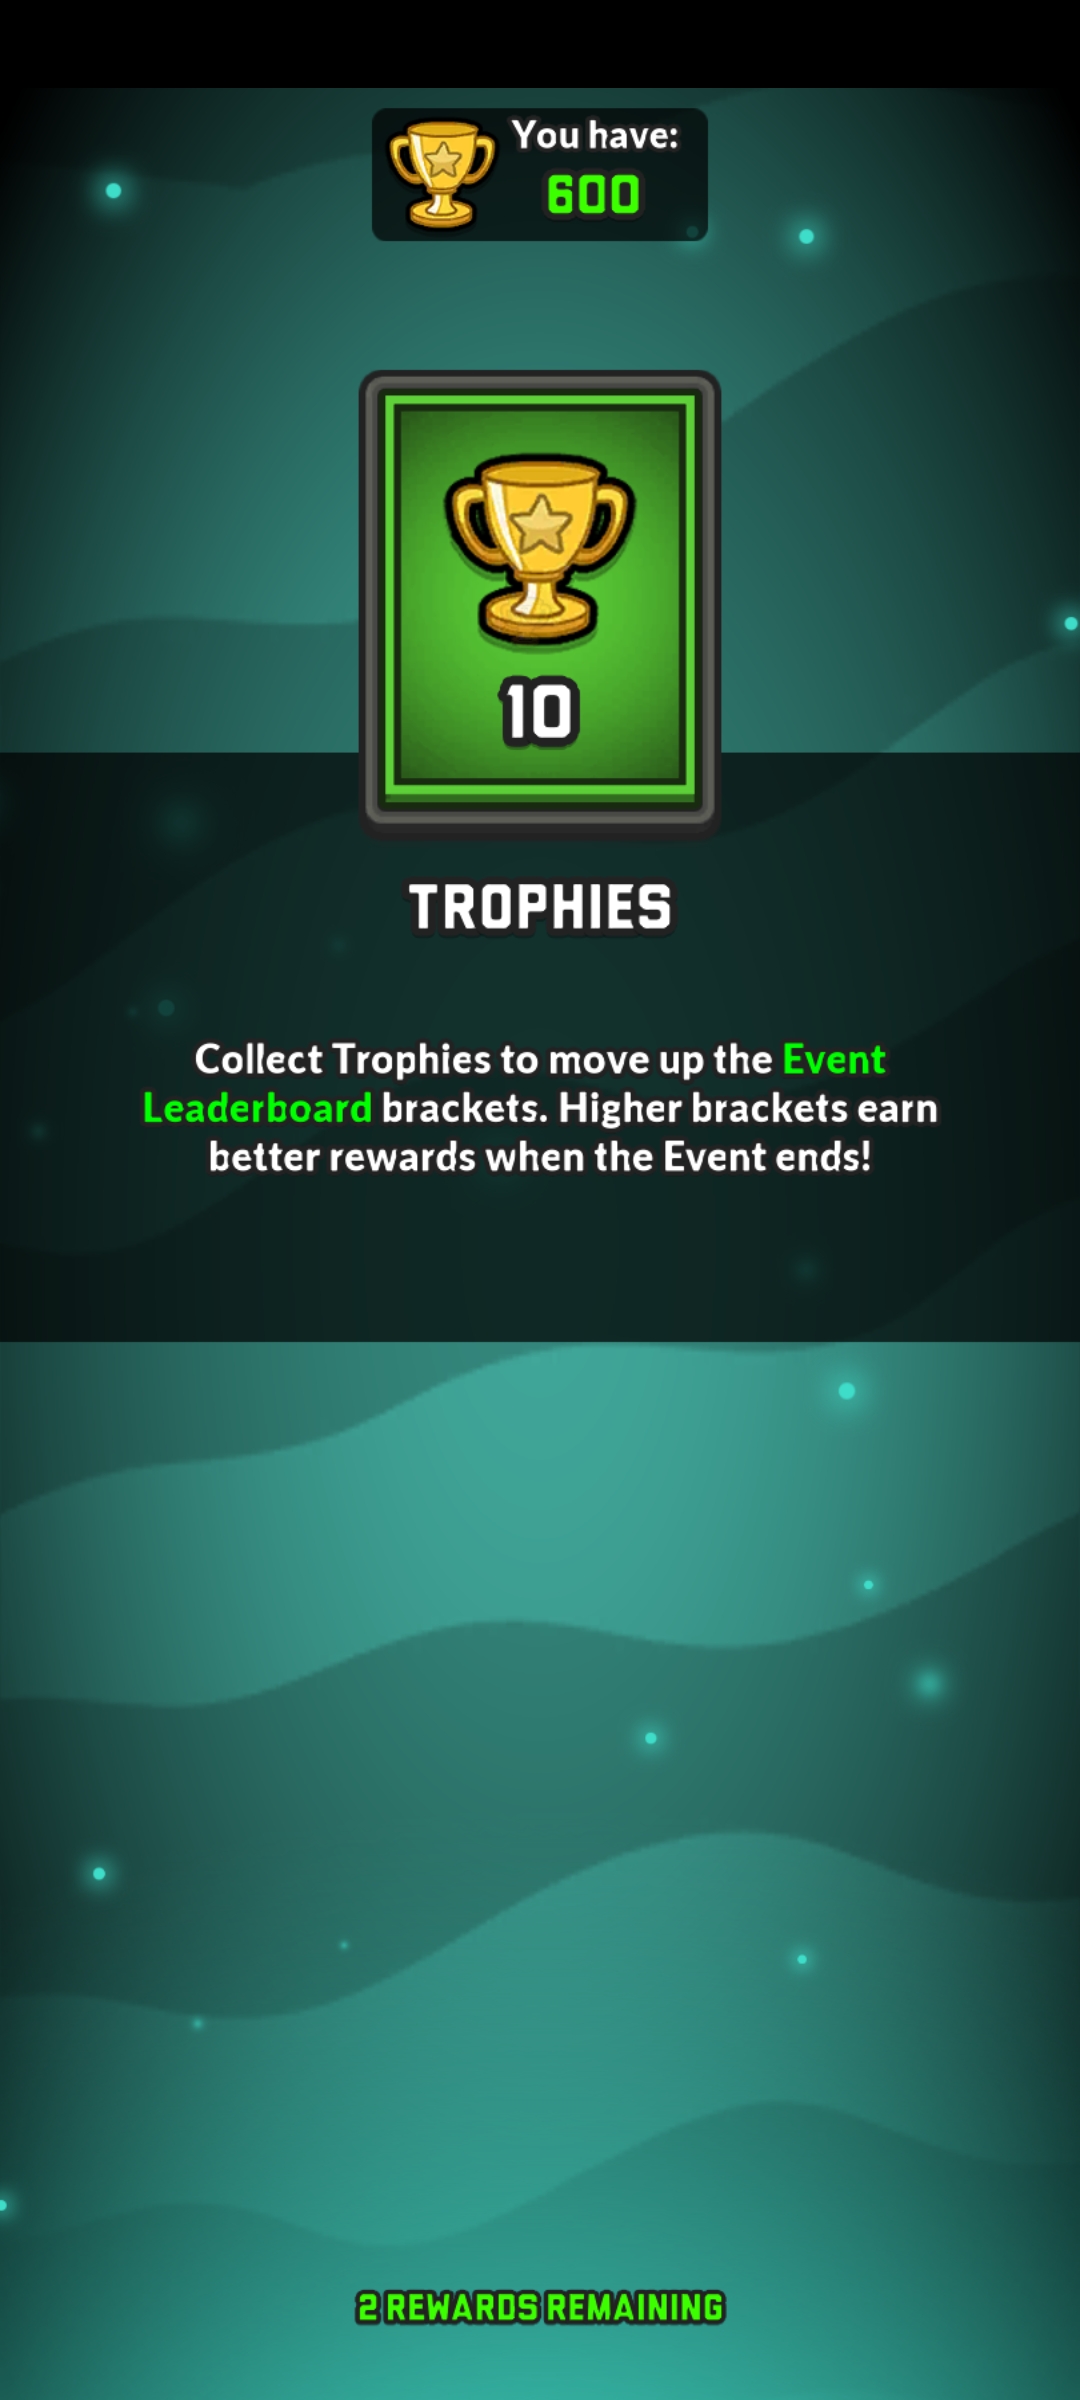 You have:
600
10
TROPHIES
Collect Trophies to move up the Event
Leaderboard brackets. Higher brackets earn
better rewards when the Event ends!
2 REWARDS REMAINING